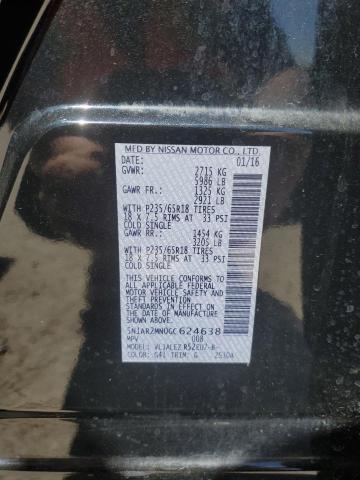 MFD BY NISSAN MOTOR CO., LTD.
DATE: 01/16
GVWR: 2715 KG
5986 LB
GAWR FR.: 1325 KG
2921 LB
WITH P235/65R18 TIRES
18 X 7.5 RIMS AT 33 PSI
COLD SINGLE
GAWR RR.: 1454 KG
3205 LB
WITH P235/65R18 TIRES
18 X 7.5 RIMS AT 33 PSI
COLD SINGLE
THIS VEHICLE CONFORMS TO
ALL APPLICABLE FEDERAL
MOTOR VEHICLE SAFETY
STANDARDS IN EFFECT ON THE
DATE OF MANUFACTURE
SHOWN ABOVE.
5N1AR2MN0GC624638
MPV 008
MODEL:
COLOR: G41 TRIM: G